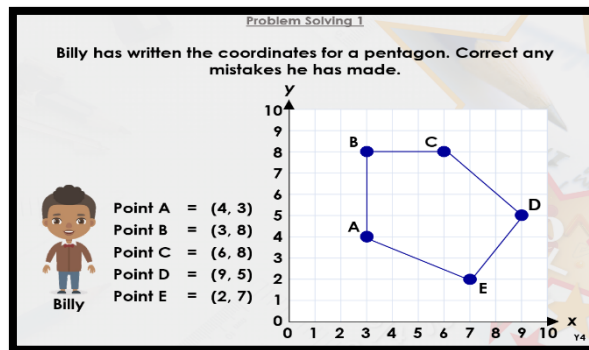 Problem Solving 1
Billy has written the coordinates for a pentagon. Correct any
mistakes he has made.
y
10
9
8
7
6
5
4
3
2
1
0
B
C
D
A
E
0 1 2 3 4 5 6 7 8 9 10
x
Point A = (4, 3)
Point B = (3, 8)
Point C = (6, 8)
Point D = (9, 5)
Point E = (2, 7)
Billy
Y4